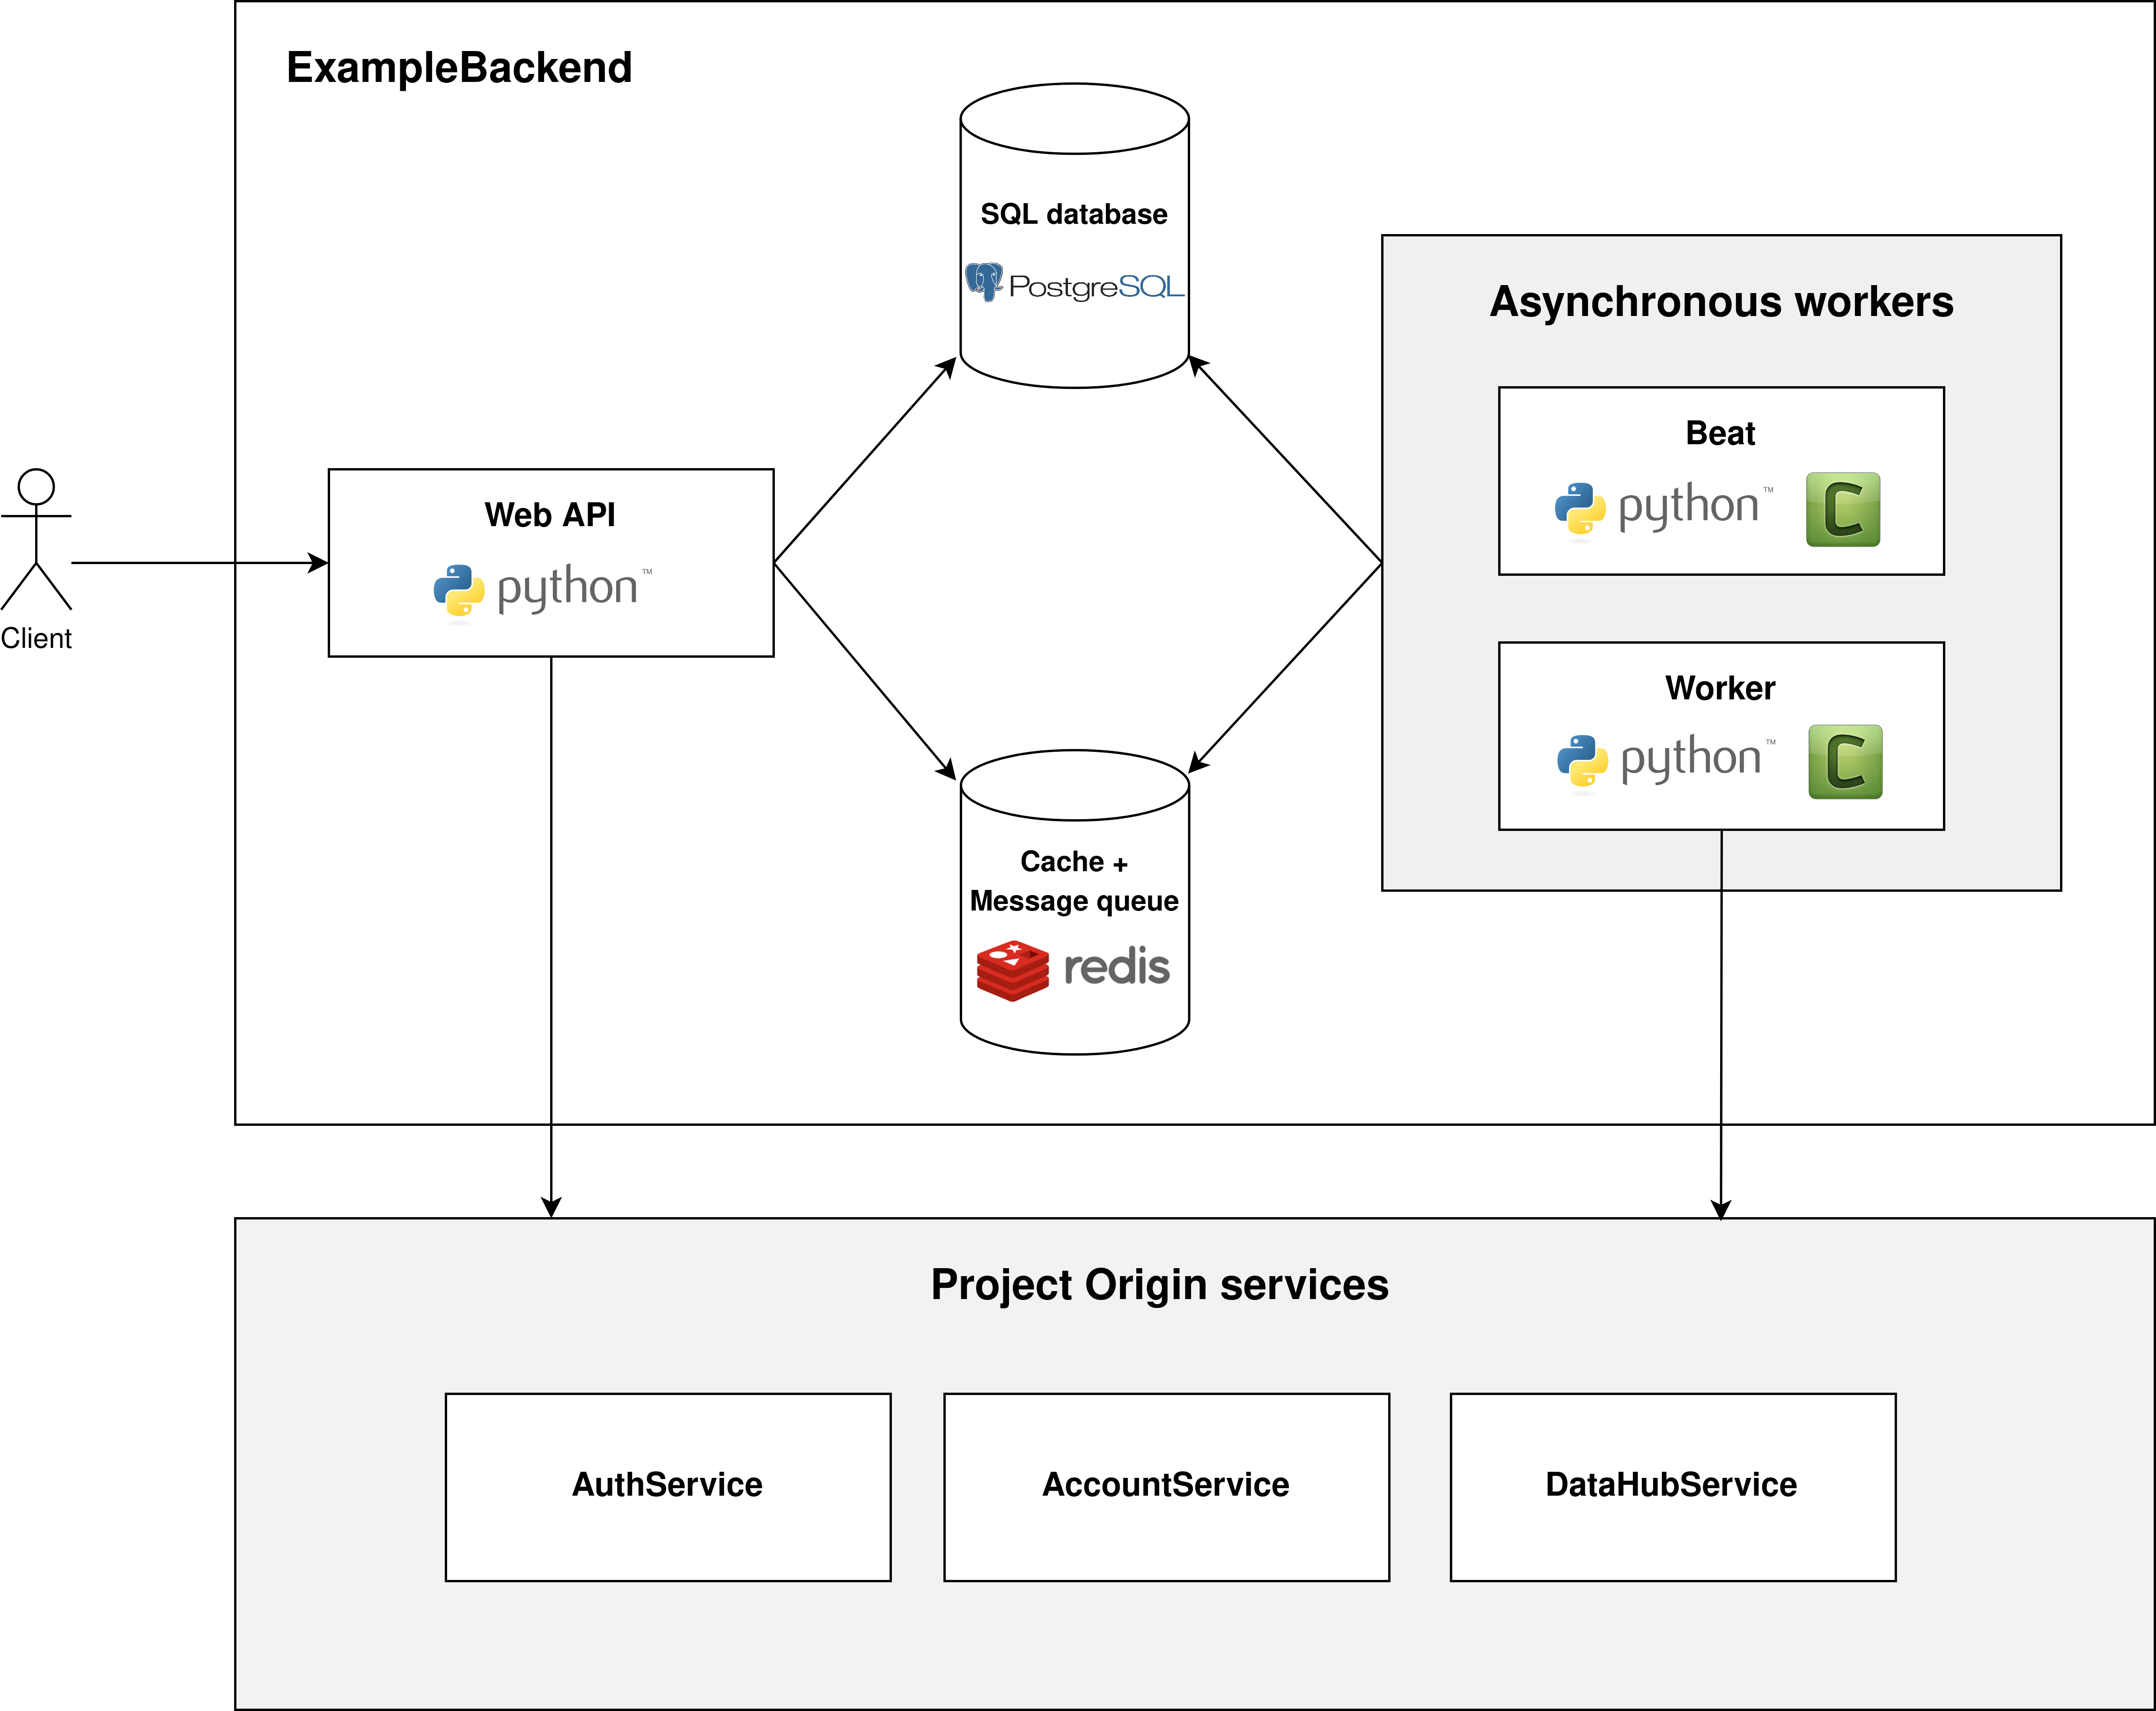 ExampleBackend
SQL database
PostgreSQL
Asynchronous workers
Beat
python™
C
Web API
python™
Client
Worker
python™
C
Cache +
Message queue
redis
Project Origin services
AuthService
AccountService
DataHubService